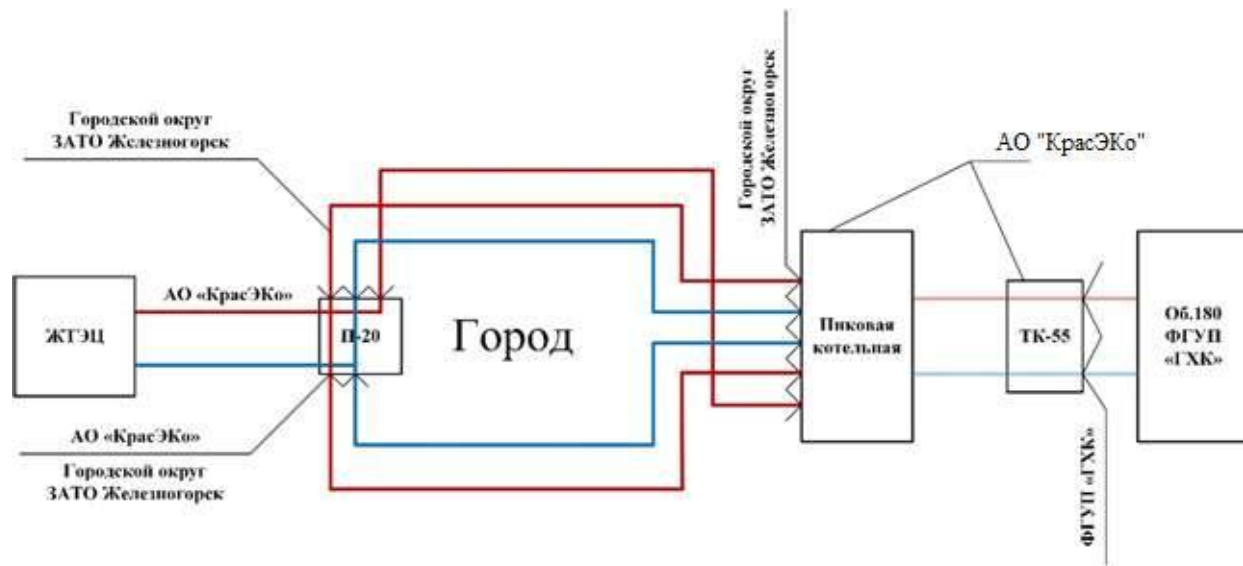 Городской округ
ЗАТО Железногорск
Городской округ
ЗАТО Железногорск
АО "КрасЭКо"
ЖТЭЦ
АО «КрасЭКо»
П-20
Город
Пиковая
котельная
ТК-55
Об.180
ФГУП
«ГХК»
АО «КрасЭКо»
Городской округ
ЗАТО Железногорск
ФГУП «ГХК»